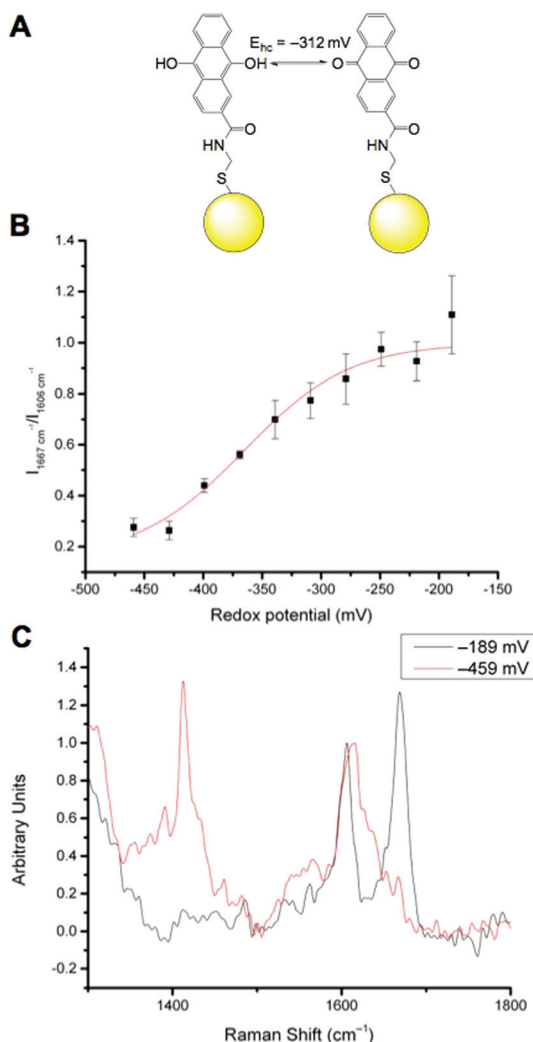 A
E_hc = –312 mV
HO
OH
O
O
O
HN
S
O
HN
S
B
I_1667 cm⁻¹/I_1606 cm⁻¹
1.4
1.2
1.0
0.8
0.6
0.4
0.2
-500 -450 -400 -350 -300 -250 -200 -150
Redox potential (mV)
C
–189 mV
–459 mV
Arbitrary Units
1.4
1.2
1.0
0.8
0.6
0.4
0.2
0.0
-0.2
1400 1600 1800
Raman Shift (cm⁻¹)